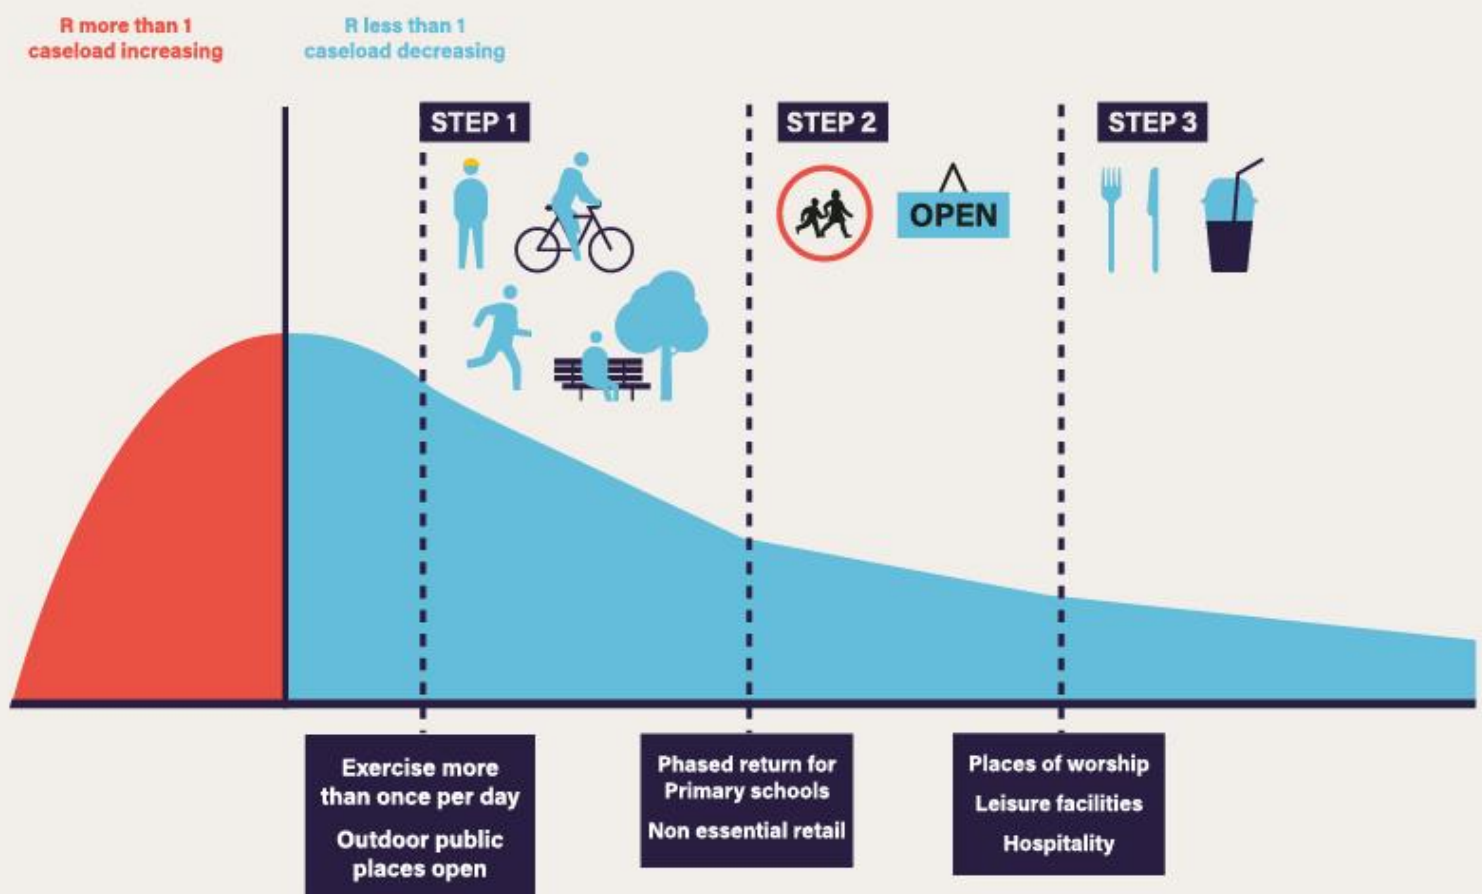 R more than 1
caseload increasing
R less than 1
caseload decreasing
STEP 1
STEP 2
STEP 3
OPEN
Exercise more
than once per day
Outdoor public
places open
Phased return for
Primary schools
Non essential retail
Places of worship
Leisure facilities
Hospitality